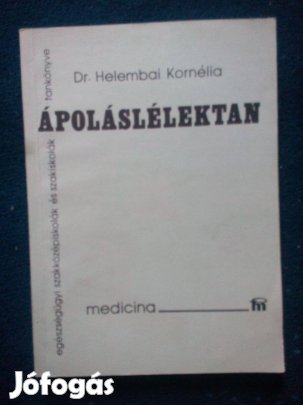 Dr. Helembai Kornélia
ÁPOLÁSLÉLEKTAN
egészségügyi szakközépiskolák és szakiskolák tankönyve
medicina
Jófogás